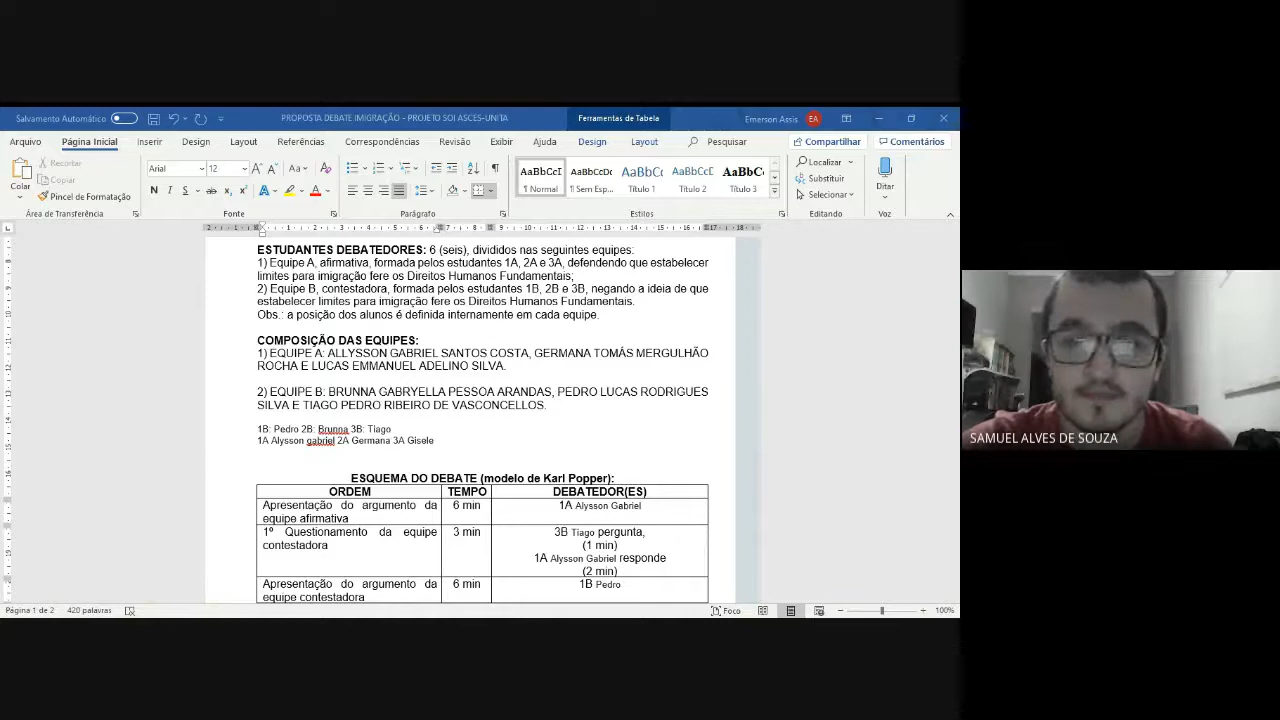 Salvamento Automático
PROPOSTA DEBATE IMIGRAÇÃO - PROJETO SOI ASCES-UNITA
Ferramentas de Tabela
Emerson Assis
EA
Arquivo Página Inicial Inserir Design Layout Referências Correspondências Revisão Exibir Ajuda Design Layout Pesquisar
Compartilhar Comentários
Colar
Recortar
Copiar
Pincel de Formatação
Arial 12
N I S
AaBbCcI AaBbCcDc AaBbC AaBbCcI AaBbC
¶ Normal ¶ Sem Esp... Título 1 Título 2 Título 3
Localizar
Substituir
Selecionar
Ditar
Área de Transferência Fonte Parágrafo Estilos Editando Voz
ESTUDANTES DEBATEDORES: 6 (seis), divididos nas seguintes equipes:
1) Equipe A, afirmativa, formada pelos estudantes 1A, 2A e 3A, defendendo que estabelecer
limites para imigração fere os Direitos Humanos Fundamentais;
2) Equipe B, contestadora, formada pelos estudantes 1B, 2B e 3B, negando a ideia de que
estabelecer limites para imigração fere os Direitos Humanos Fundamentais.
Obs.: a posição dos alunos é definida internamente em cada equipe.
COMPOSIÇÃO DAS EQUIPES:
1) EQUIPE A: ALLYSSON GABRIEL SANTOS COSTA, GERMANA TOMÁS MERGULHÃO
ROCHA E LUCAS EMMANUEL ADELINO SILVA.
2) EQUIPE B: BRUNNA GABRYELLA PESSOA ARANDAS, PEDRO LUCAS RODRIGUES
SILVA E TIAGO PEDRO RIBEIRO DE VASCONCELLOS.
1B: Pedro 2B: Brunna 3B: Tiago
1A Alysson gabriel 2A Germana 3A Gisele
ESQUEMA DO DEBATE (modelo de Karl Popper):
ORDEM TEMPO DEBATEDOR(ES)
Apresentação do argumento da 6 min 1A Alysson Gabriel
equipe afirmativa
1º Questionamento da equipe 3 min 3B Tiago pergunta,
contestadora (1 min)
1A Alysson Gabriel responde
(2 min)
Apresentação do argumento da 6 min 1B Pedro
equipe contestadora
Página 1 de 2 420 palavras Foco 100%
SAMUEL ALVES DE SOUZA